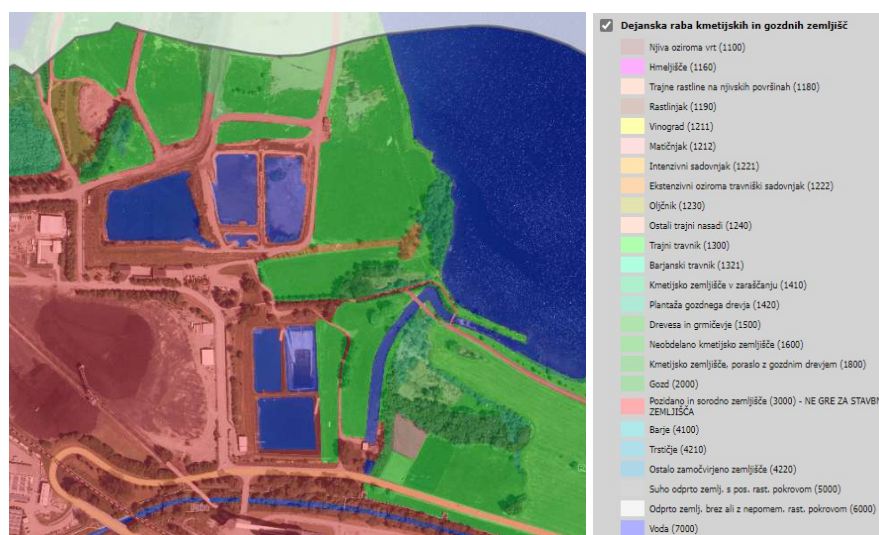 Dejanska raba kmetijskih in gozdnih zemljišč
Njiva oziroma vrt (1100)
Hmeljišče (1160)
Trajne rastline na njivskih površinah (1180)
Rastlinjak (1190)
Vinograd (1211)
Matičnjak (1212)
Intenzivni sadovnjak (1221)
Ekstenzivni oziroma travniški sadovnjak (1222)
Oljčnik (1230)
Ostali trajni nasadi (1240)
Trajni travnik (1300)
Barjanski travnik (1321)
Kmetijsko zemljišče v zaraščanju (1410)
Plantaža gozdnega drevja (1420)
Drevesa in grmičevje (1500)
Neobdelano kmetijsko zemljišče (1600)
Kmetijsko zemljišče, poraslo z gozdnim drevjem (1800)
Gozd (2000)
Pozidano in sorodno zemljišče (3000) - NE GRE ZA STAVBN
ZEMLJIŠČA
Barje (4100)
Trstičje (4210)
Ostalo zamočvirjeno zemljišče (4220)
Suho odprto zemlj. s pos. rast. pokrovom (5000)
Odprto zemlj. brez ali z nepomem. rast. pokrovom (6000)
Voda (7000)